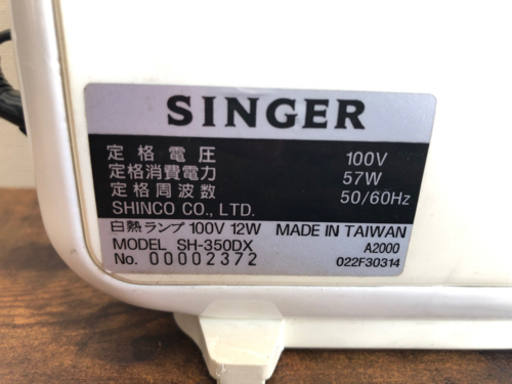 SINGER
定格電圧 100V
定格消費電力 57W
定格周波数 50/60Hz
SHINCO CO., LTD.
白熱ランプ 100V 12W MADE IN TAIWAN
MODEL SH-350DX A2000
No. 00002372 022F30314